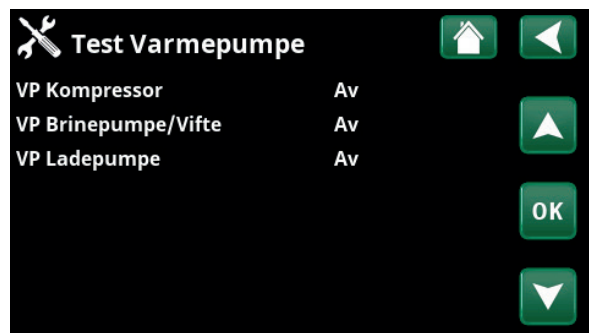 Test Varmepumpe
VP Kompressor Av
VP Brinepumpe/Vifte Av
VP Ladepumpe Av
OK